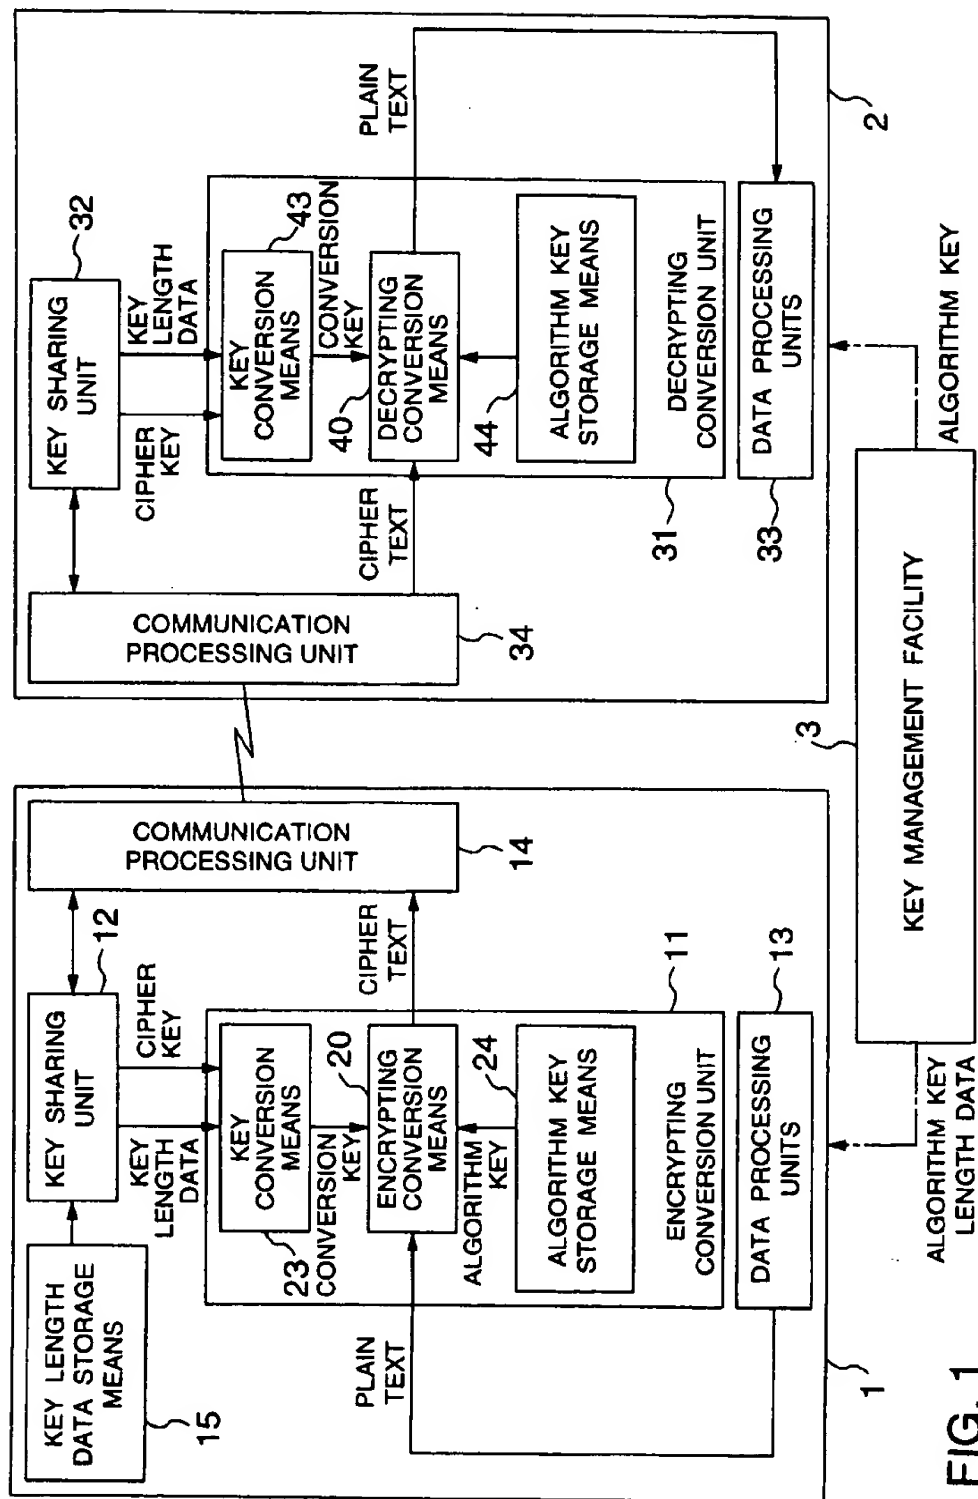 KEY LENGTH
DATA STORAGE
MEANS
15
KEY SHARING
UNIT
12
KEY
LENGTH
DATA
CIPHER
KEY
KEY
CONVERSION
MEANS
23
CONVERSION
KEY
20
ENCRYPTING
CONVERSION
MEANS
PLAIN
TEXT
CIPHER
TEXT
ALGORITHM
KEY
24
ALGORITHM KEY
STORAGE MEANS
ENCRYPTING
CONVERSION UNIT
11
DATA PROCESSING
UNITS
13
COMMUNICATION
PROCESSING UNIT
14
1
COMMUNICATION
PROCESSING UNIT
34
KEY SHARING
UNIT
32
CIPHER
KEY
KEY
LENGTH
DATA
KEY
CONVERSION
MEANS
43
CONVERSION
KEY
40
DECRYPTING
CONVERSION
MEANS
CIPHER
TEXT
PLAIN
TEXT
44
ALGORITHM KEY
STORAGE MEANS
DECRYPTING
CONVERSION UNIT
31
DATA PROCESSING
UNITS
33
2
ALGORITHM KEY
LENGTH DATA
3
KEY MANAGEMENT FACILITY
ALGORITHM KEY
FIG. 1